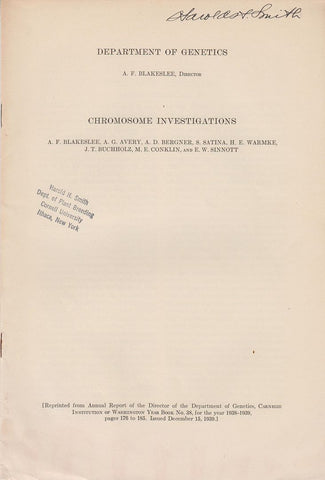 Harold H. Smith
DEPARTMENT OF GENETICS
A. F. BLAKESLEE, DIRECTOR
CHROMOSOME INVESTIGATIONS
A. F. BLAKESLEE, A. G. AVERY, A. D. BERGNER, S. SATINA, H. E. WARMKE,
J. T. BUCHHOLZ, M. E. CONKLIN, AND E. W. SINNOTT
Harold H. Smith
Dept. of Plant Breeding
Cornell University
Ithaca, New York
[Reprinted from Annual Report of the Director of the Department of Genetics, CARNEGIE
INSTITUTION OF WASHINGTON YEAR BOOK No. 38, for the year 1938-1939,
pages 176 to 185. Issued December 15, 1939.]